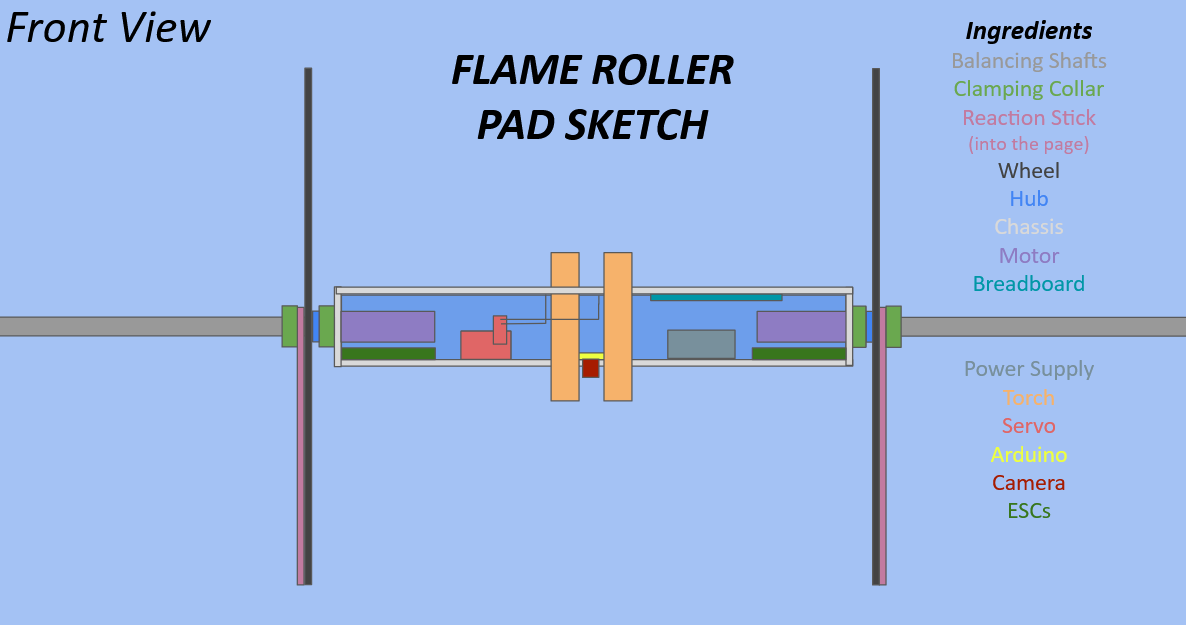 Front View
FLAME ROLLER
PAD SKETCH
Ingredients
Balancing Shafts
Clamping Collar
Reaction Stick
(into the page)
Wheel
Hub
Chassis
Motor
Breadboard
Power Supply
Torch
Servo
Arduino
Camera
ESCs